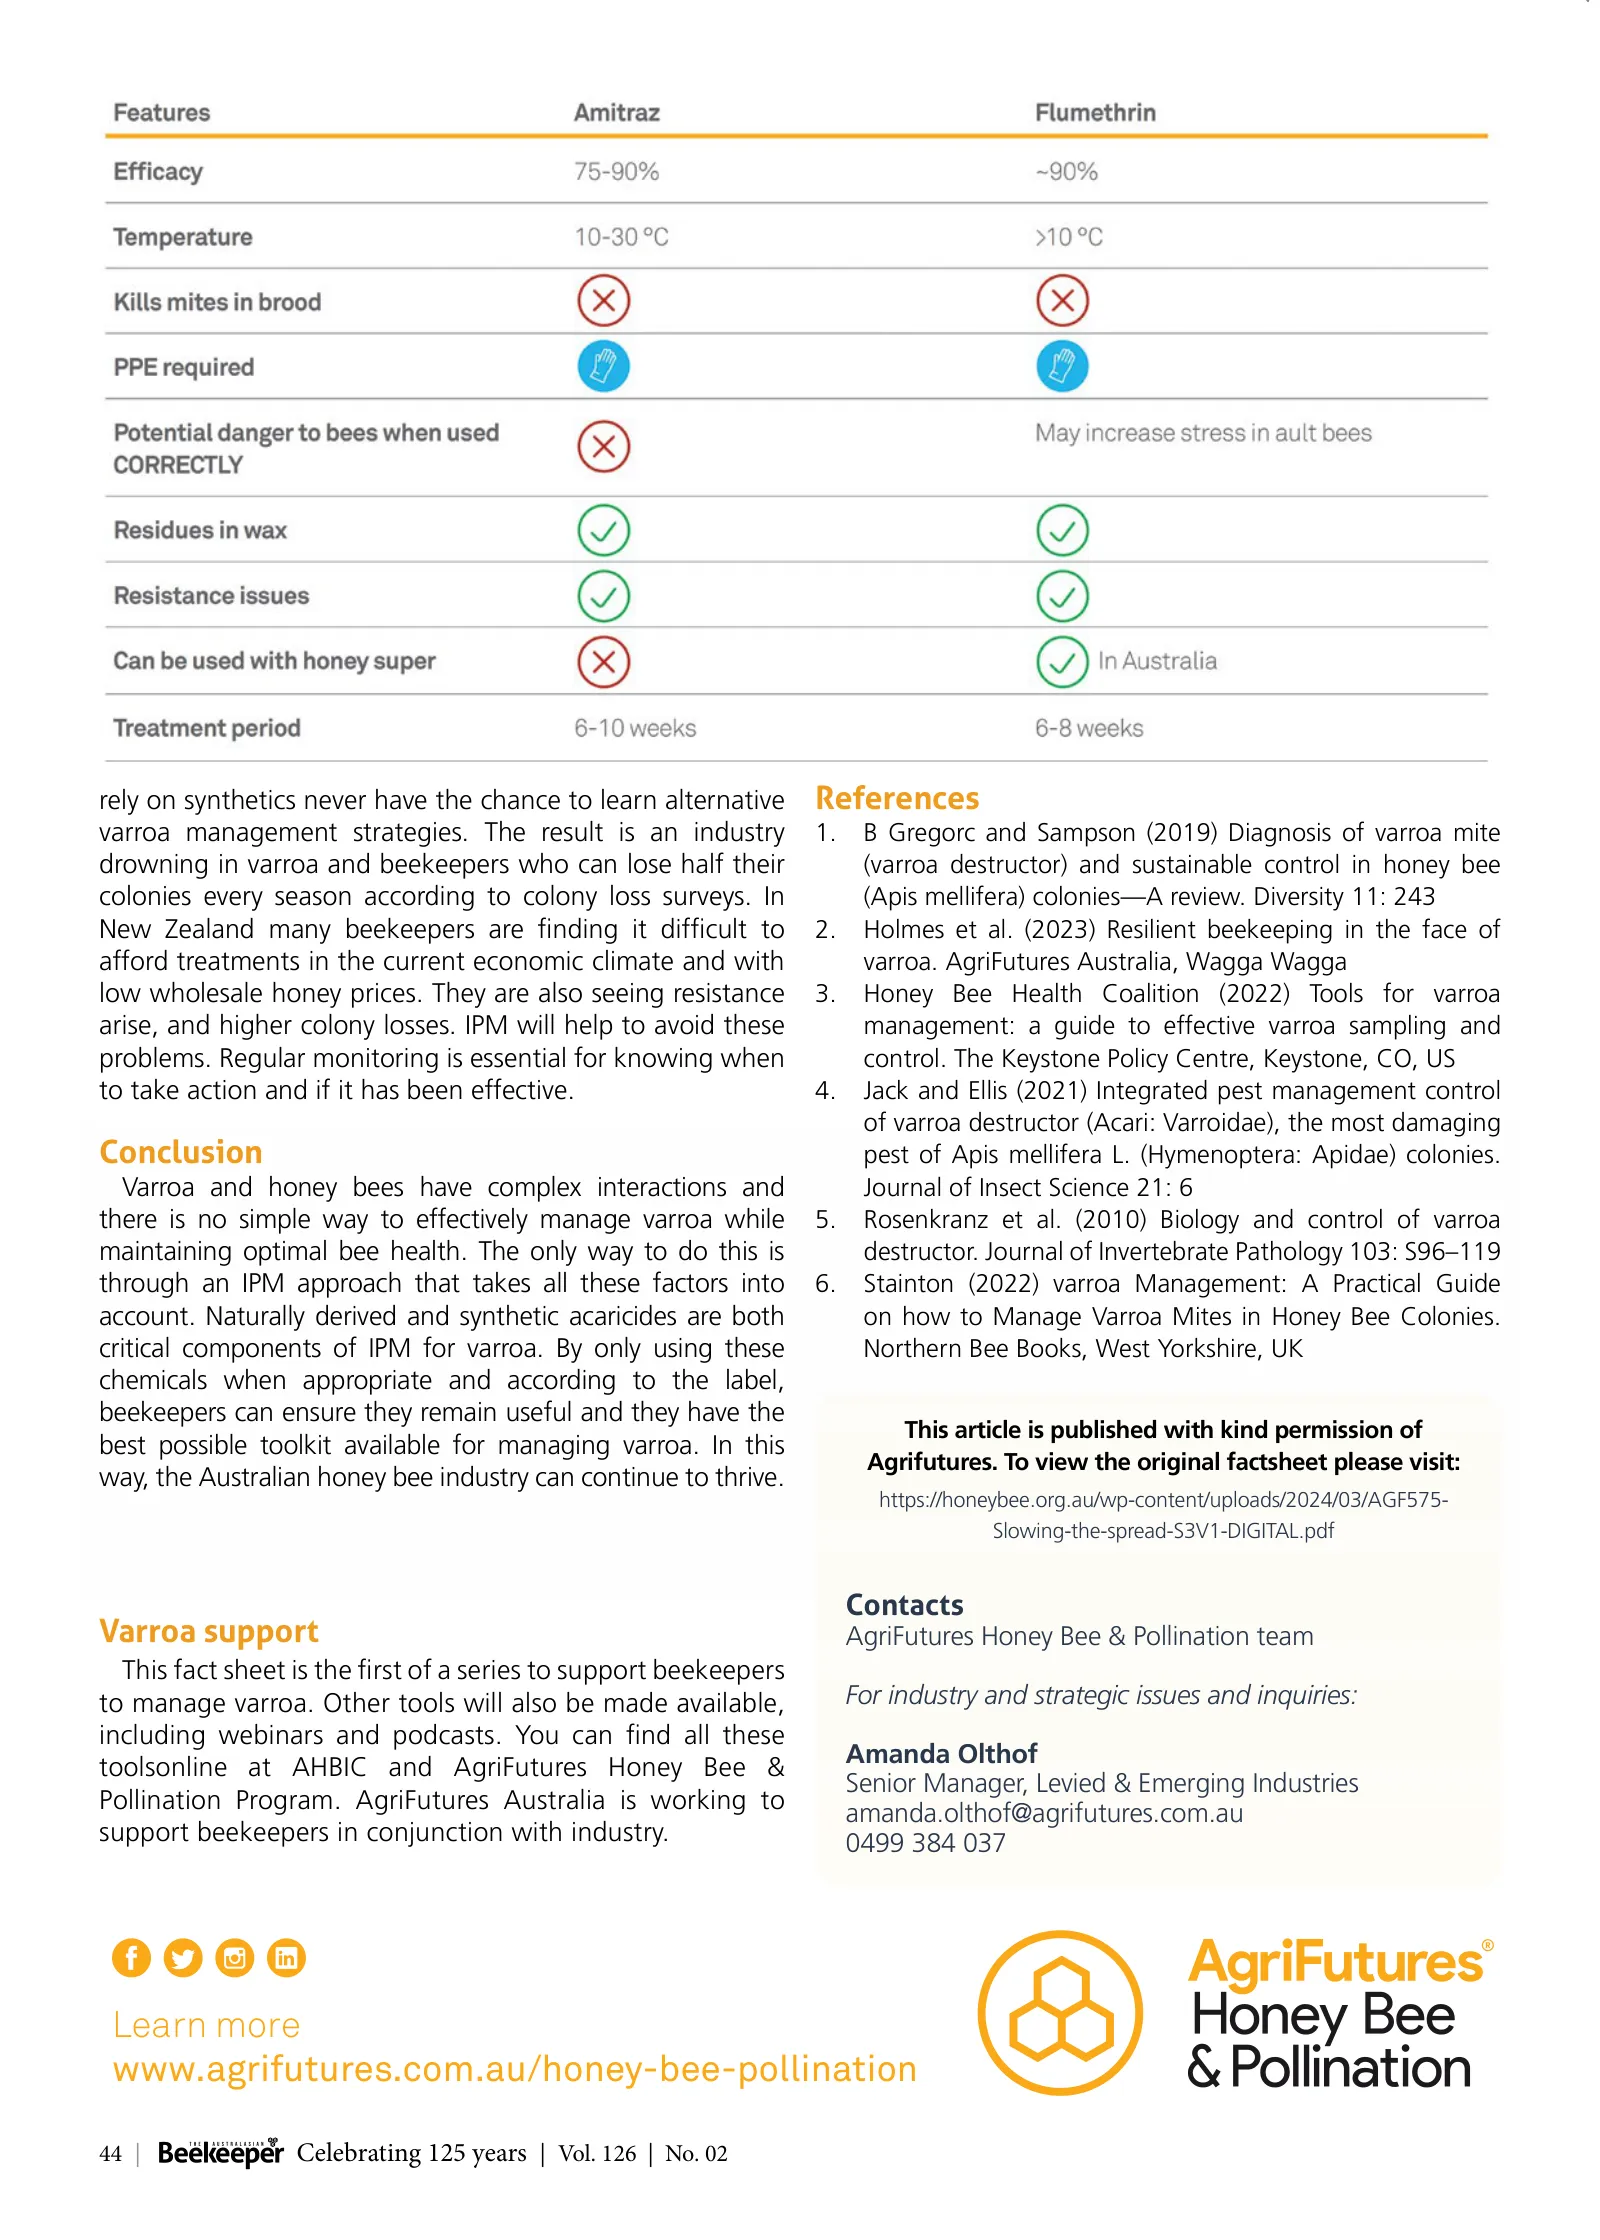 Features Amitraz Flumethrin
Efficacy 75-90% ~90%
Temperature 10-30 °C >10 °C
Kills mites in brood
PPE required
Potential danger to bees when used May increase stress in ault bees
CORRECTLY
Residues in wax
Resistance issues
Can be used with honey super In Australia
Treatment period 6-10 weeks 6-8 weeks
rely on synthetics never have the chance to learn alternative
varroa management strategies. The result is an industry
drowning in varroa and beekeepers who can lose half their
colonies every season according to colony loss surveys. In
New Zealand many beekeepers are finding it difficult to
afford treatments in the current economic climate and with
low wholesale honey prices. They are also seeing resistance
arise, and higher colony losses. IPM will help to avoid these
problems. Regular monitoring is essential for knowing when
to take action and if it has been effective.
Conclusion
Varroa and honey bees have complex interactions and
there is no simple way to effectively manage varroa while
maintaining optimal bee health. The only way to do this is
through an IPM approach that takes all these factors into
account. Naturally derived and synthetic acaricides are both
critical components of IPM for varroa. By only using these
chemicals when appropriate and according to the label,
beekeepers can ensure they remain useful and they have the
best possible toolkit available for managing varroa. In this
way, the Australian honey bee industry can continue to thrive.
Varroa support
This fact sheet is the first of a series to support beekeepers
to manage varroa. Other tools will also be made available,
including webinars and podcasts. You can find all these
toolsonline at AHBIC and AgriFutures Honey Bee &
Pollination Program. AgriFutures Australia is working to
support beekeepers in conjunction with industry.
References
1. B Gregorc and Sampson (2019) Diagnosis of varroa mite
(varroa destructor) and sustainable control in honey bee
(Apis mellifera) colonies—A review. Diversity 11: 243
2. Holmes et al. (2023) Resilient beekeeping in the face of
varroa. AgriFutures Australia, Wagga Wagga
3. Honey Bee Health Coalition (2022) Tools for varroa
management: a guide to effective varroa sampling and
control. The Keystone Policy Centre, Keystone, CO, US
4. Jack and Ellis (2021) Integrated pest management control
of varroa destructor (Acari: Varroidae), the most damaging
pest of Apis mellifera L. (Hymenoptera: Apidae) colonies.
Journal of Insect Science 21: 6
5. Rosenkranz et al. (2010) Biology and control of varroa
destructor. Journal of Invertebrate Pathology 103: S96–119
6. Stainton (2022) varroa Management: A Practical Guide
on how to Manage Varroa Mites in Honey Bee Colonies.
Northern Bee Books, West Yorkshire, UK
This article is published with kind permission of
Agrifutures. To view the original factsheet please visit:
https://honeybee.org.au/wp-content/uploads/2024/03/AGF575-
Slowing-the-spread-S3V1-DIGITAL.pdf
Contacts
AgriFutures Honey Bee & Pollination team
For industry and strategic issues and inquiries:
Amanda Olthof
Senior Manager, Levied & Emerging Industries
amanda.olthof@agrifutures.com.au
0499 384 037
Learn more
www.agrifutures.com.au/honey-bee-pollination
AgriFutures®
Honey Bee
& Pollination
44 | THE AUSTRALASIAN Beekeeper Celebrating 125 years | Vol. 126 | No. 02